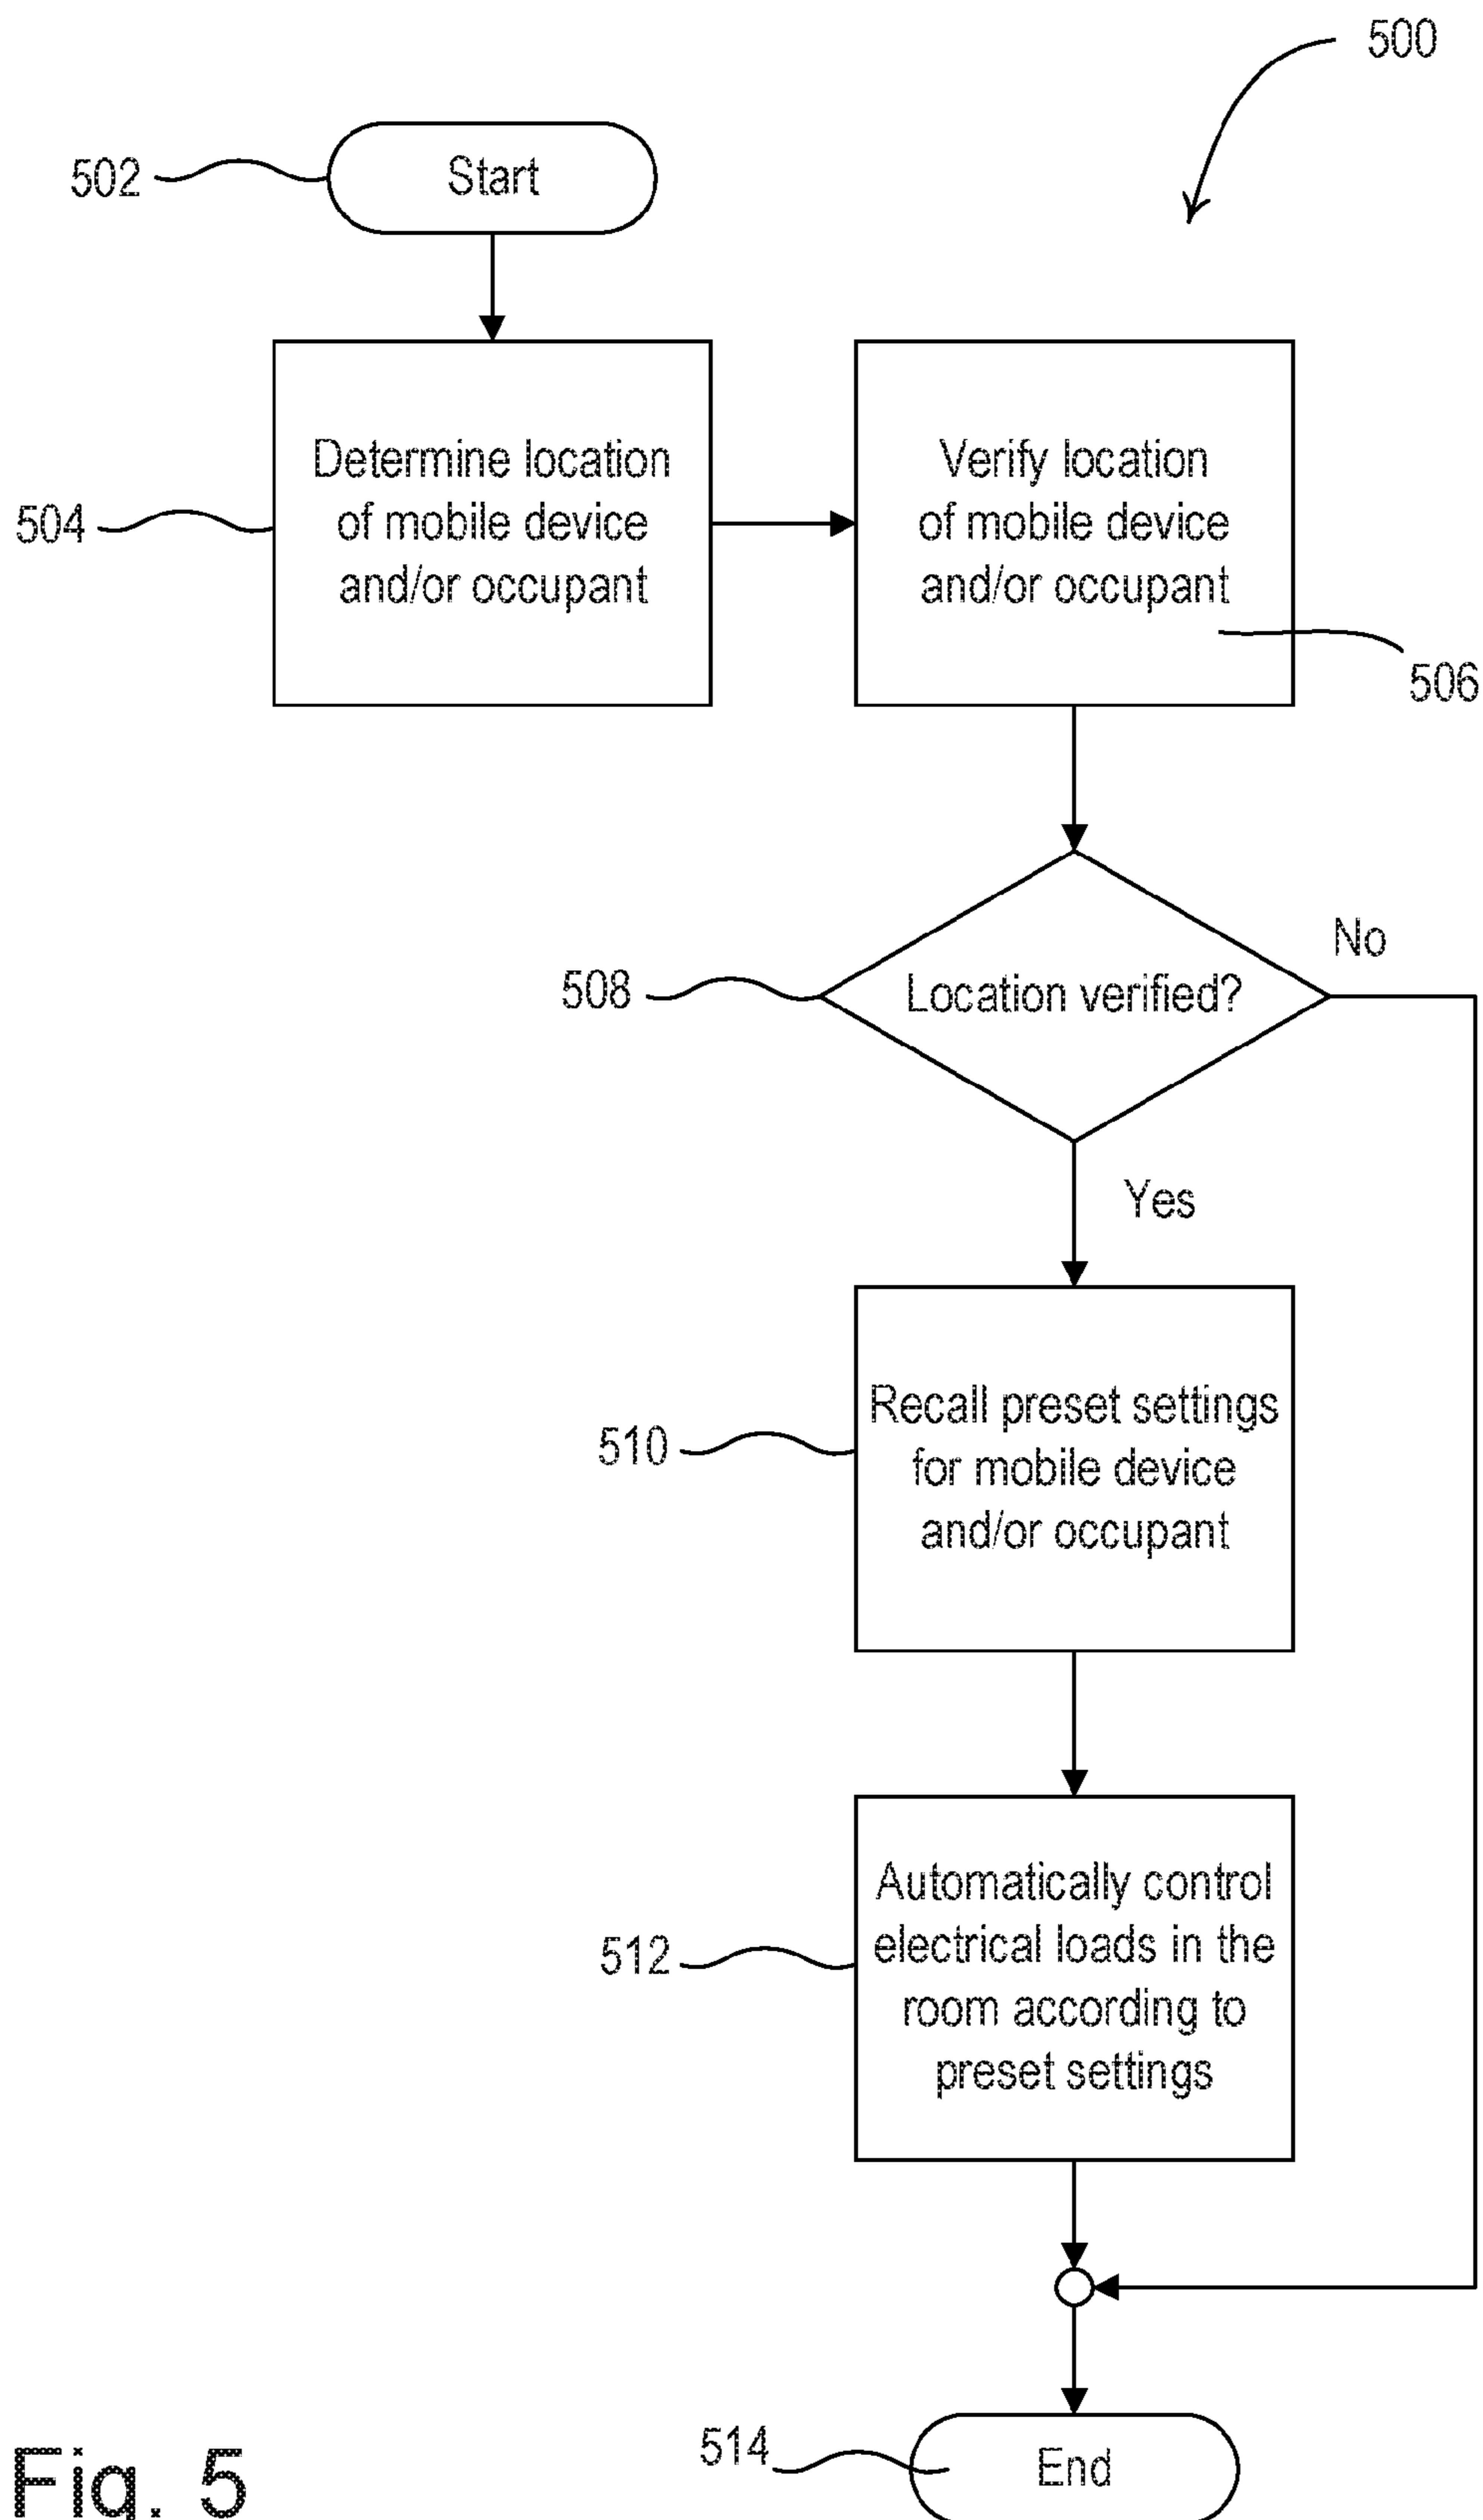 500
502
Start
504
Determine location
of mobile device
and/or occupant
Verify location
of mobile device
and/or occupant
506
508
Location verified?
No
Yes
510
Recall preset settings
for mobile device
and/or occupant
512
Automatically control
electrical loads in the
room according to
preset settings
514
End
Fig. 5